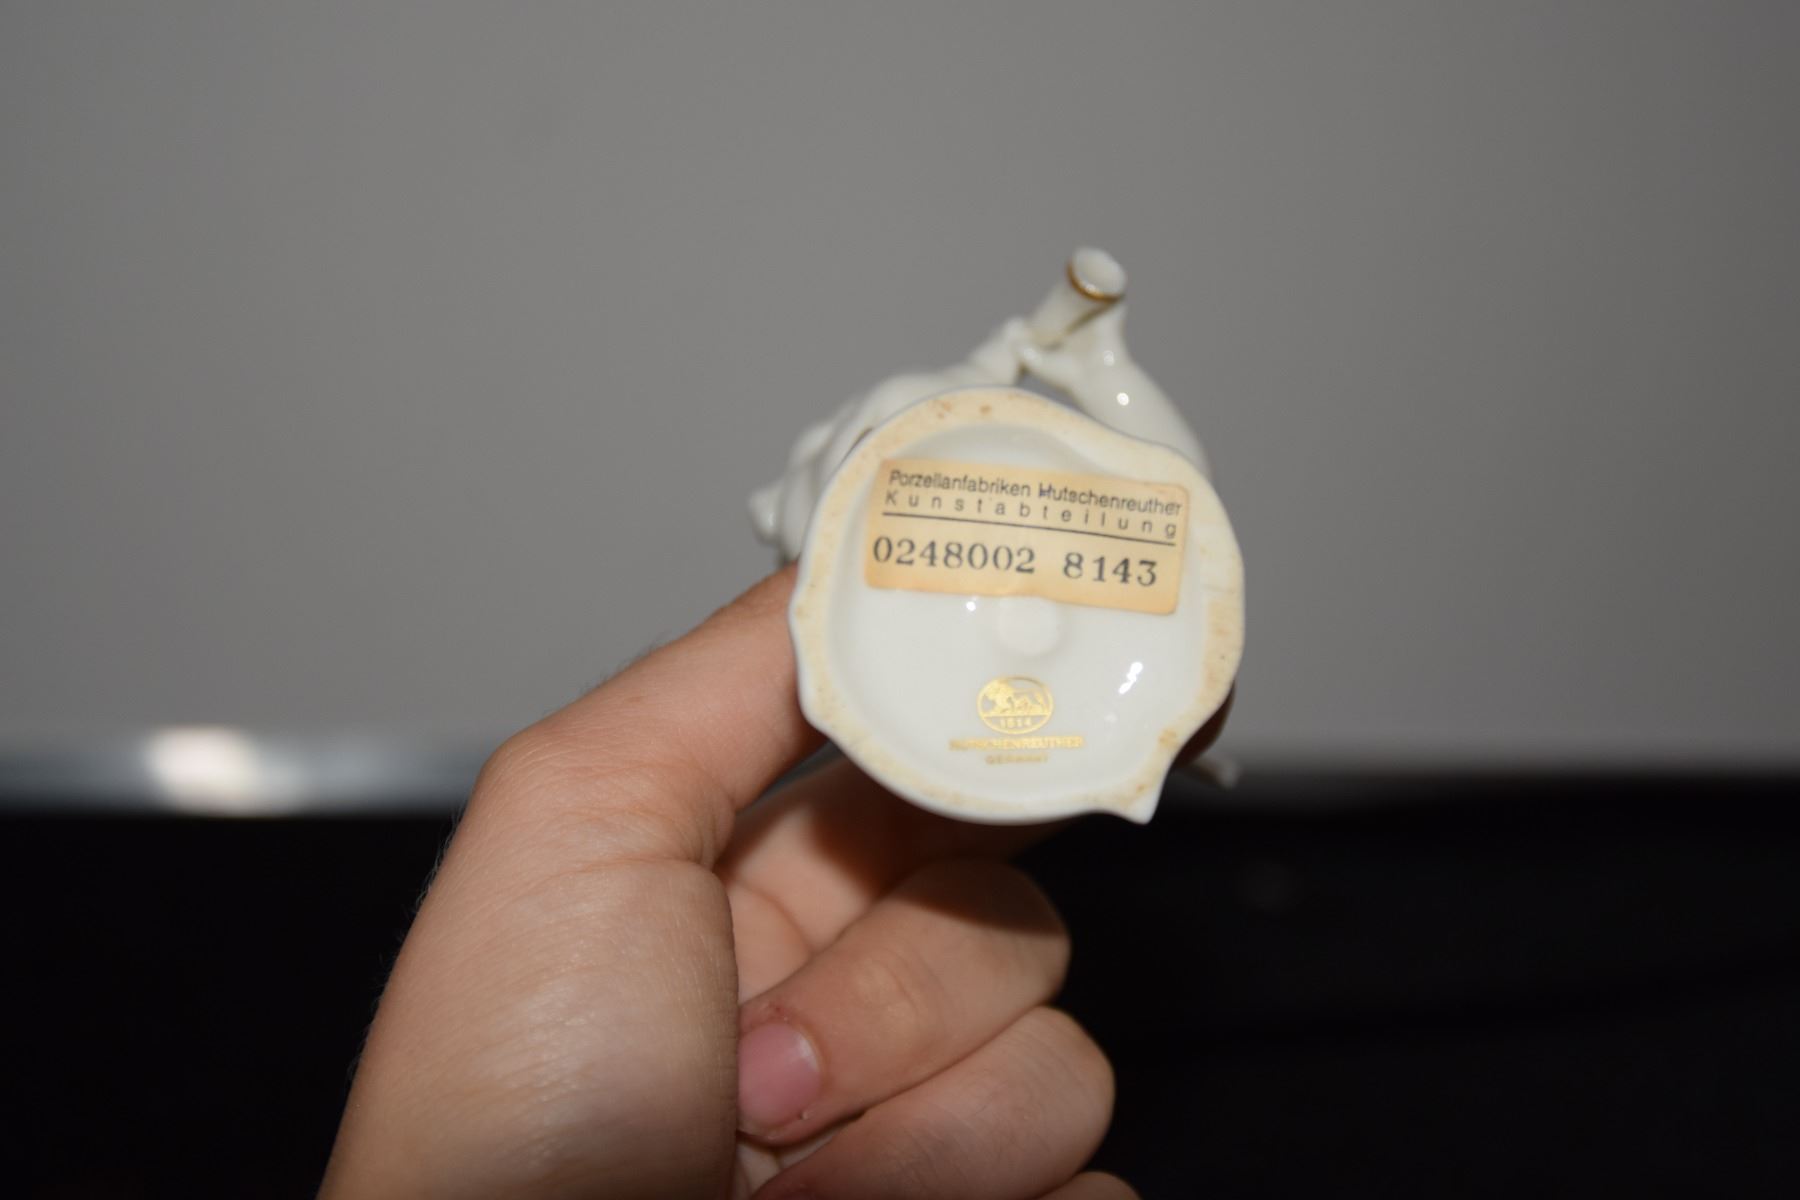 Porzellanfabriken Hutschenreuther
Kunstabteilung
0248002 8143
1814
HUTSCHENREUTHER
GERMANY